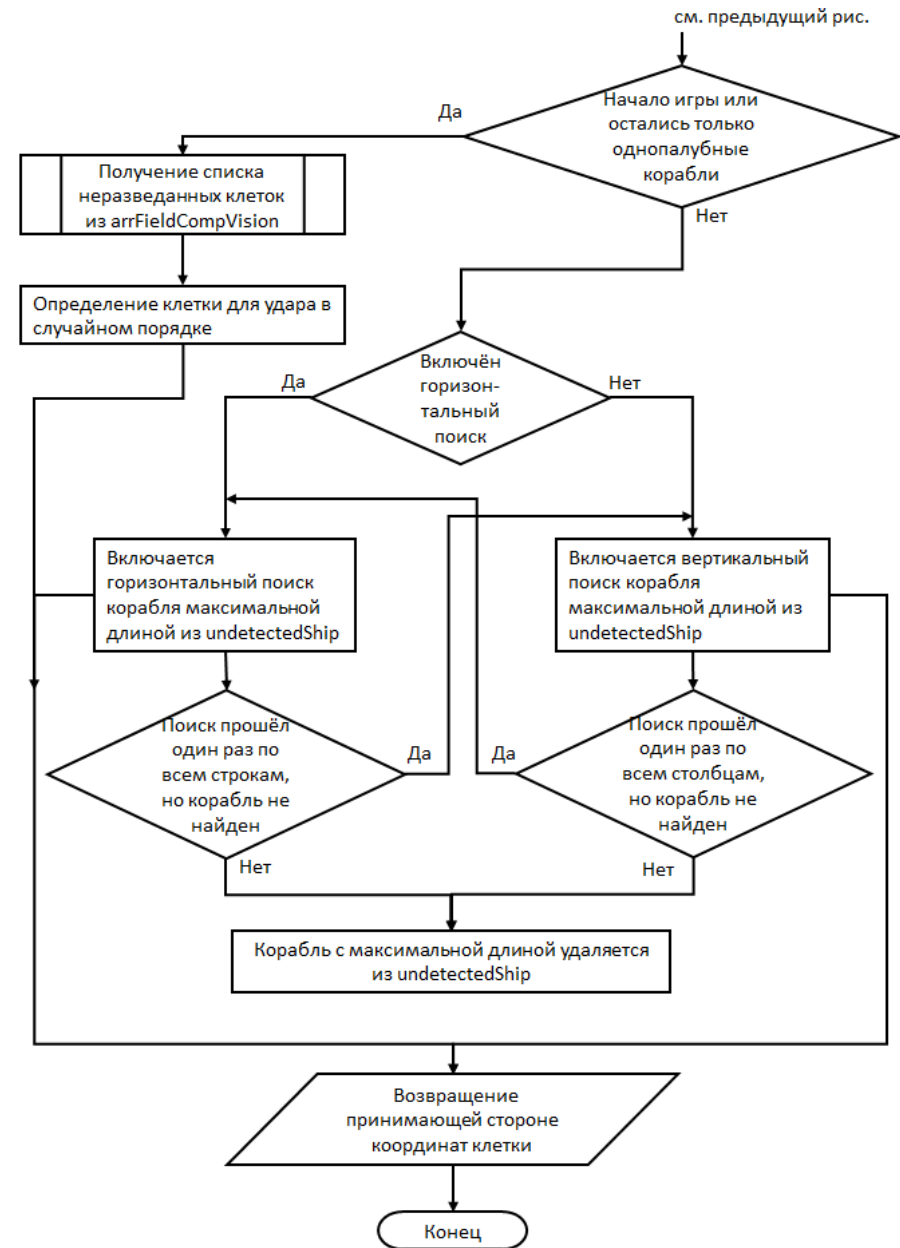 см. предыдущий рис.
Начало игры или
остались только
однопалубные
корабли
Да
Нет
Получение списка
неразведанных клеток
из arrFieldCompVision
Определение клетки для удара в
случайном порядке
Включён
горизон-
тальный
поиск
Да
Нет
Включается
горизонтальный поиск
корабля максимальной
длиной из undetectedShip
Включается вертикальный
поиск корабля
максимальной длиной из
undetectedShip
Поиск прошёл
один раз по
всем строкам,
но корабль не
найден
Да
Нет
Поиск прошёл
один раз по
всем столбцам,
но корабль не
найден
Да
Нет
Корабль с максимальной длиной удаляется
из undetectedShip
Возвращение
принимающей стороне
координат клетки
Конец